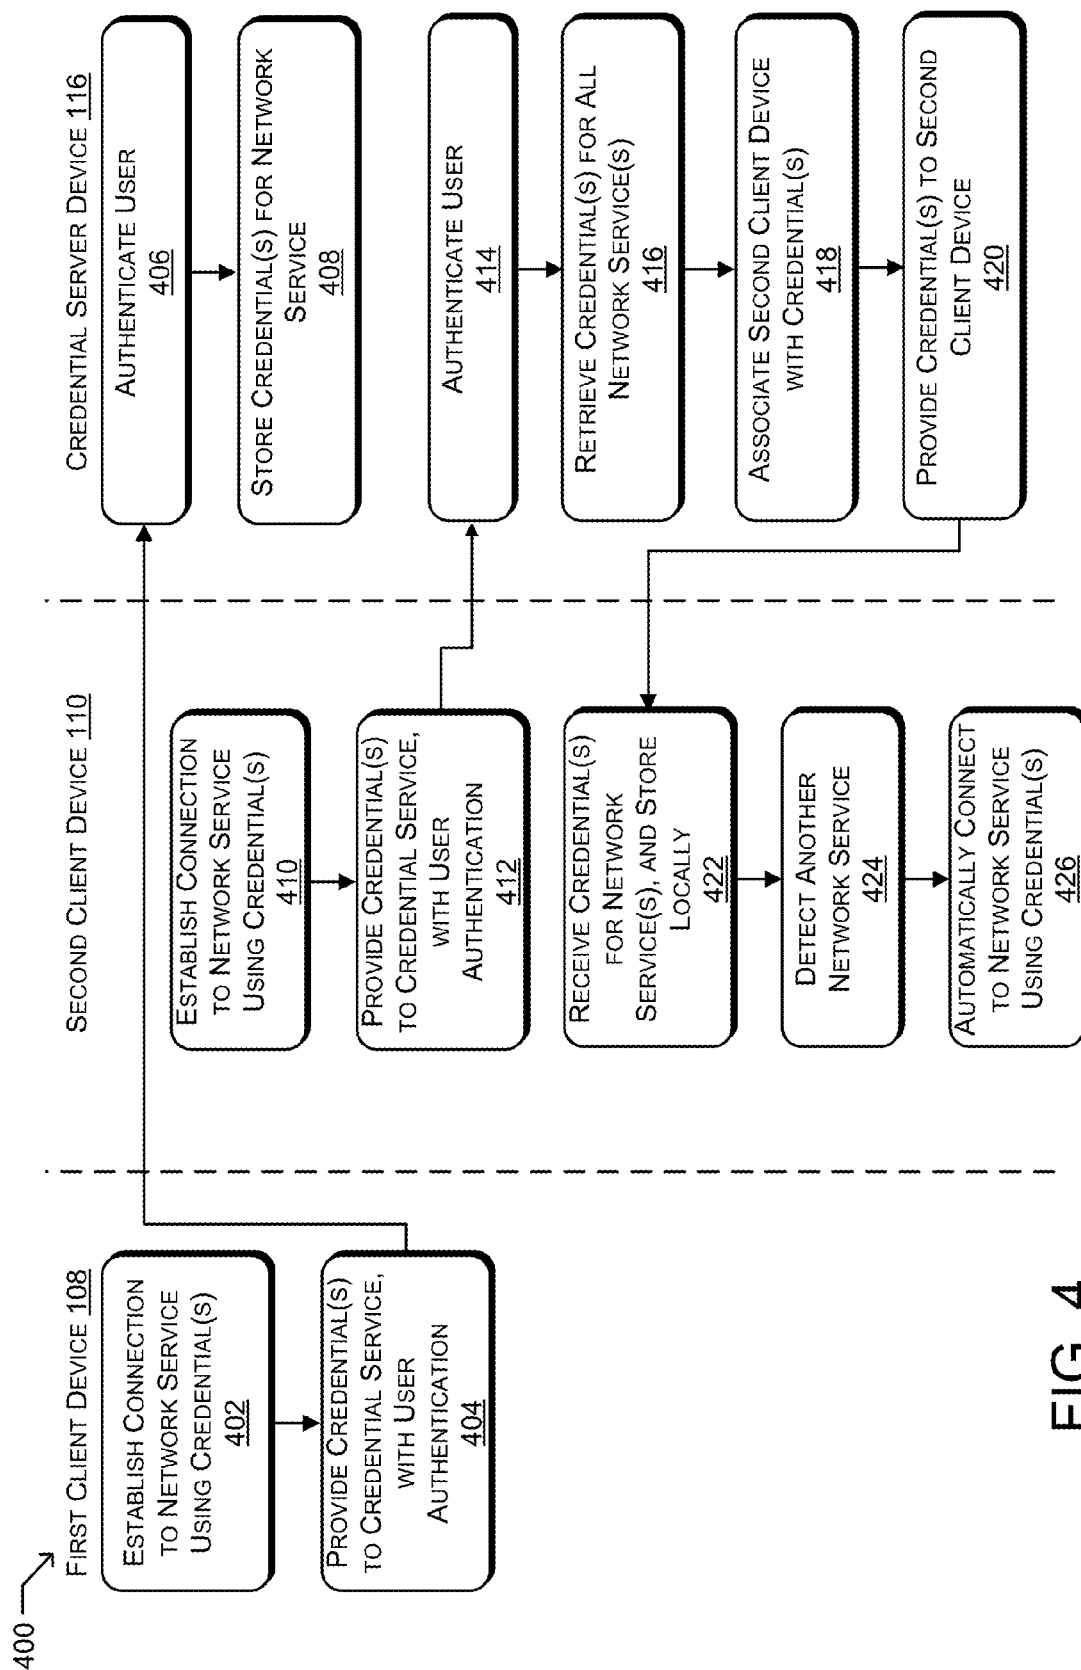 400
FIRST CLIENT DEVICE 108
ESTABLISH CONNECTION
TO NETWORK SERVICE
USING CREDENTIAL(S)
402
PROVIDE CREDENTIAL(S)
TO CREDENTIAL SERVICE,
WITH USER
AUTHENTICATION
404
SECOND CLIENT DEVICE 110
ESTABLISH CONNECTION
TO NETWORK SERVICE
USING CREDENTIAL(S)
410
PROVIDE CREDENTIAL(S)
TO CREDENTIAL SERVICE,
WITH USER
AUTHENTICATION
412
RECEIVE CREDENTIAL(S)
FOR NETWORK
SERVICE(S), AND STORE
LOCALLY
422
DETECT ANOTHER
NETWORK SERVICE
424
AUTOMATICALLY CONNECT
TO NETWORK SERVICE
USING CREDENTIAL(S)
426
CREDENTIAL SERVER DEVICE 116
AUTHENTICATE USER
406
STORE CREDENTIAL(S) FOR NETWORK
SERVICE
408
AUTHENTICATE USER
414
RETRIEVE CREDENTIAL(S) FOR ALL
NETWORK SERVICE(S)
416
ASSOCIATE SECOND CLIENT DEVICE
WITH CREDENTIAL(S)
418
PROVIDE CREDENTIAL(S) TO SECOND
CLIENT DEVICE
420
FIG. 4